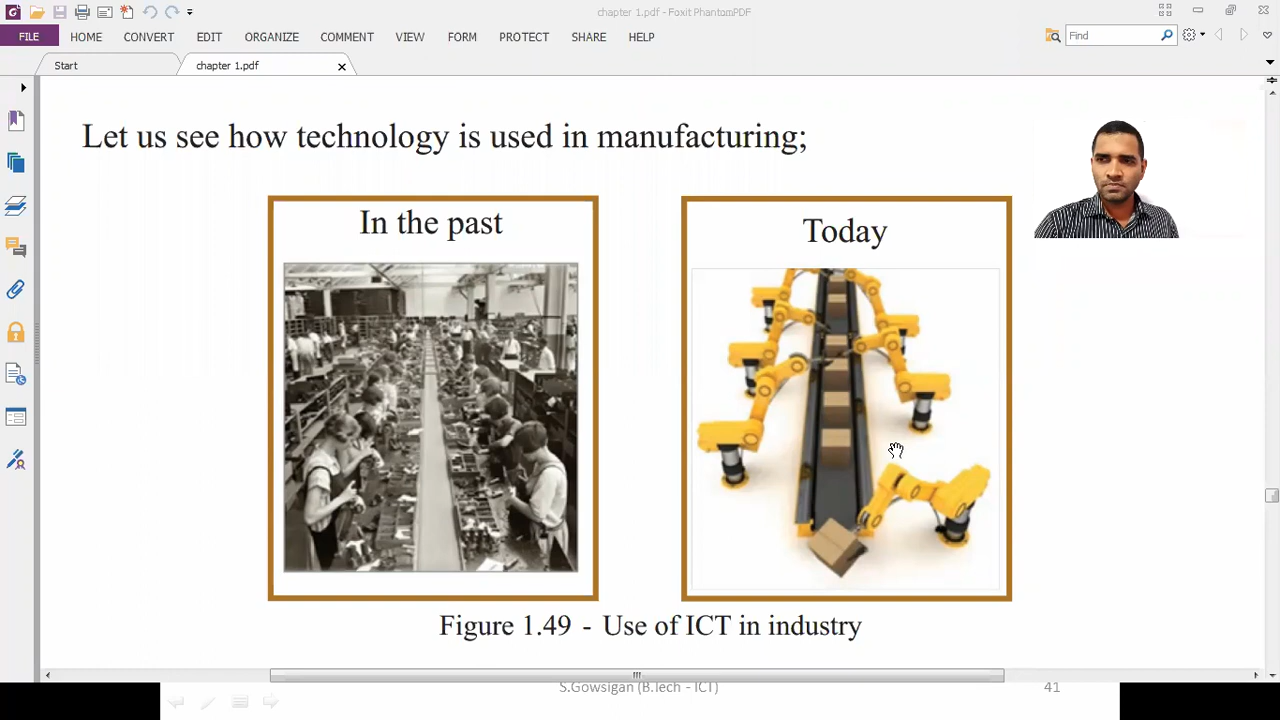 chapter 1.pdf - Foxit PhantomPDF
FILE HOME CONVERT EDIT ORGANIZE COMMENT VIEW FORM PROTECT SHARE HELP
Find
Start
chapter 1.pdf
Let us see how technology is used in manufacturing;
In the past
Today
Figure 1.49 - Use of ICT in industry
S.Gowsigan (B.Tech - ICT)
41